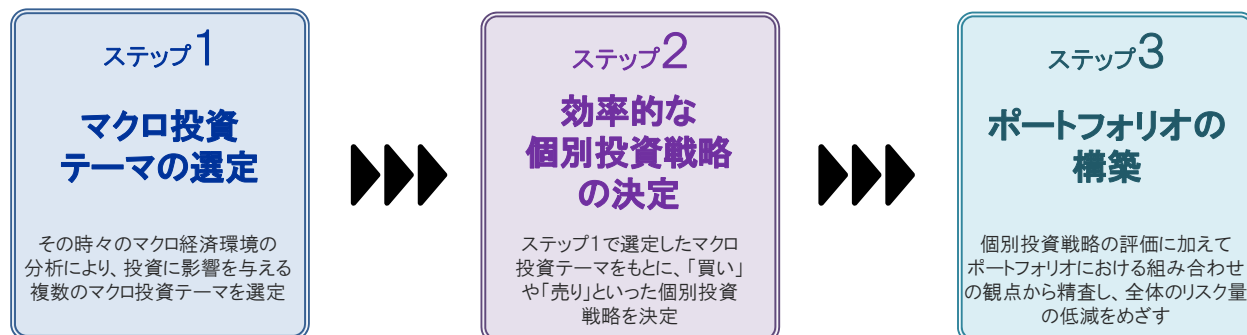 ステップ1
マクロ投資
テーマの選定
その時々のマクロ経済環境の
分析により、投資に影響を与える
複数のマクロ投資テーマを選定
ステップ2
効率的な
個別投資戦略
の決定
ステップ1で選定したマクロ
投資テーマをもとに、「買い」
や「売り」といった個別投資
戦略を決定
ステップ3
ポートフォリオの
構築
個別投資戦略の評価に加えて
ポートフォリオにおける組み合わせ
の観点から精査し、全体のリスク量
の低減をめざす